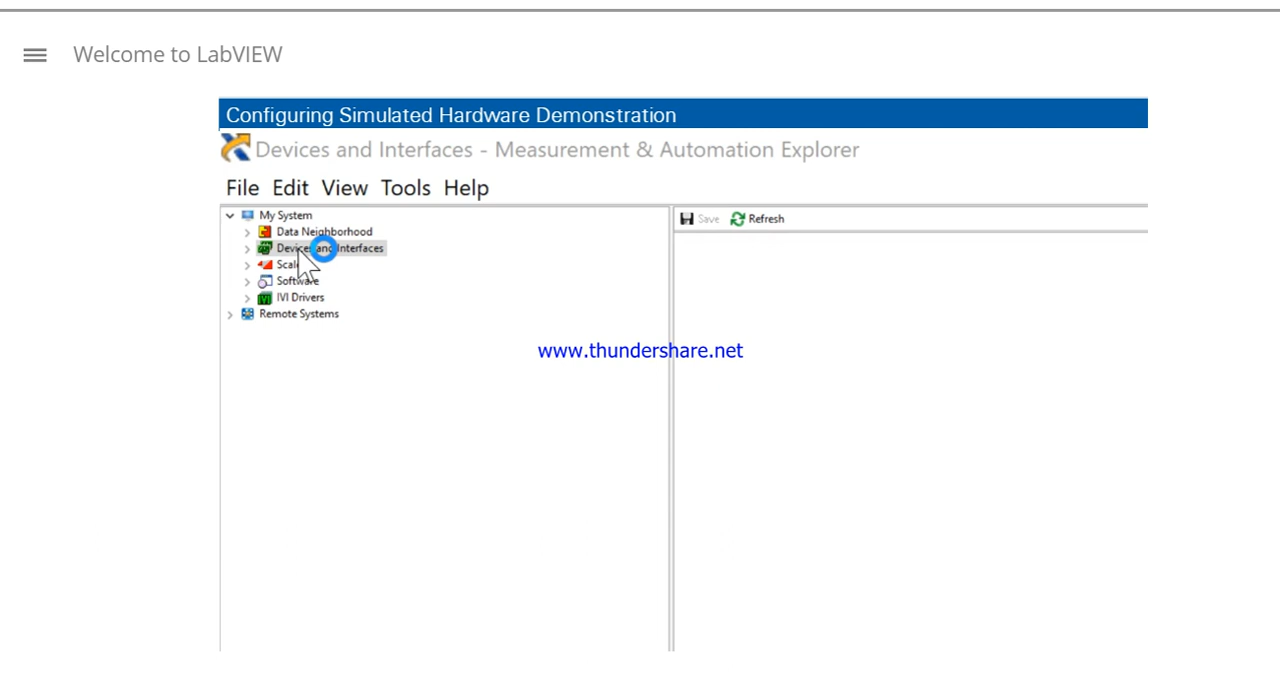 Welcome to LabVIEW
Configuring Simulated Hardware Demonstration
Devices and Interfaces - Measurement & Automation Explorer
File Edit View Tools Help
My System
Save Refresh
Data Neighborhood
Devices and Interfaces
Software
IVI Drivers
Remote Systems
www.thundershare.net